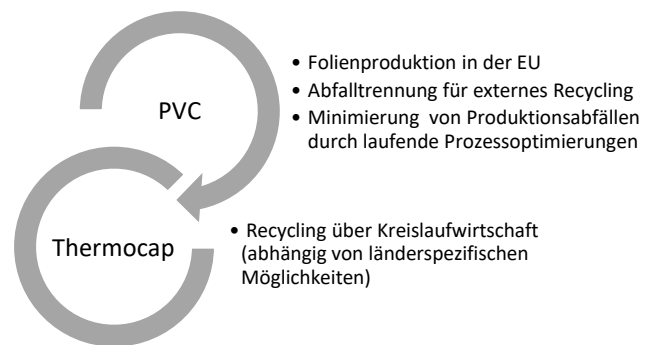 PVC
• Folienproduktion in der EU
• Abfalltrennung für externes Recycling
• Minimierung von Produktionsabfällen
durch laufende Prozessoptimierungen
Thermocap
• Recycling über Kreislaufwirtschaft
(abhängig von länderspezifischen
Möglichkeiten)